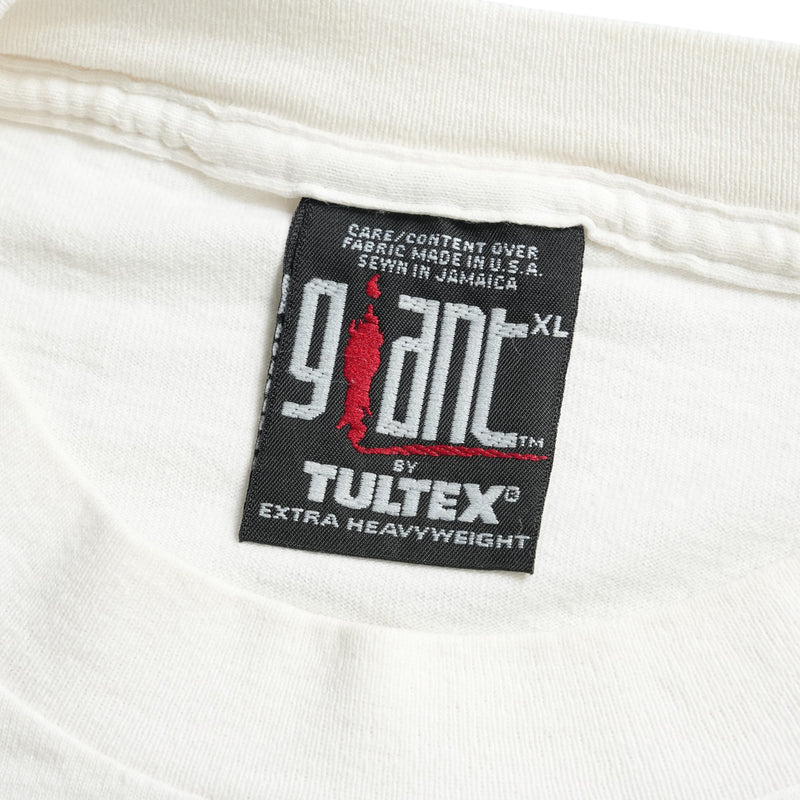 CARE/CONTENT OVER
FABRIC MADE IN U.S.A.
SEWN IN JAMAICA
giant XL
TM
BY
TULTEX®
EXTRA HEAVYWEIGHT